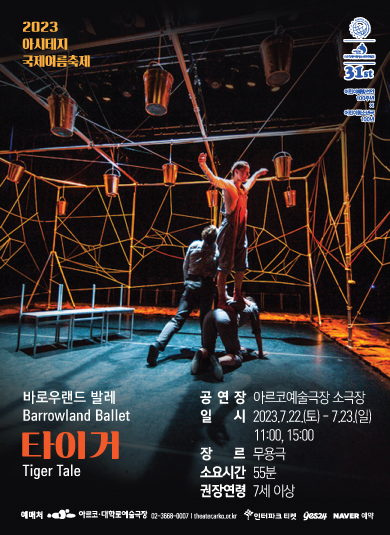 2023
아시테지
국제여름축제
31st
바로우랜드 발레
Barrowland Ballet
타이거
Tiger Tale
공 연 장 아르코예술극장 소극장
일 시 2023.7.22.(토) - 7.23.(일)
11:00, 15:00
장 르 무용극
소요시간 55분
권장연령 7세 이상
예매처 아르코·대학로예술극장 02-3668-0007 | theater.arko.or.kr 인터파크 티켓 yes24 NAVER 예약